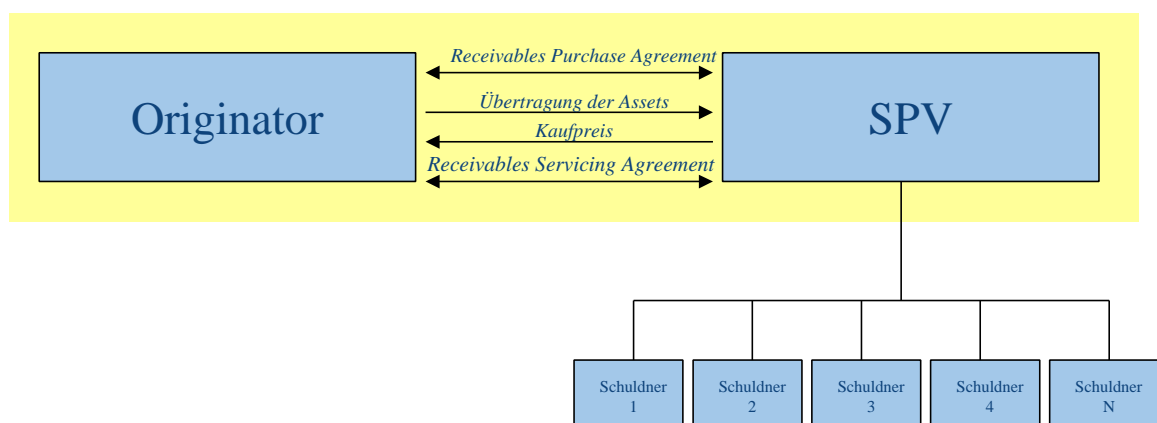 Originator
Receivables Purchase Agreement
Übertragung der Assets
Kaufpreis
Receivables Servicing Agreement
SPV
Schuldner
1
Schuldner
2
Schuldner
3
Schuldner
4
Schuldner
N